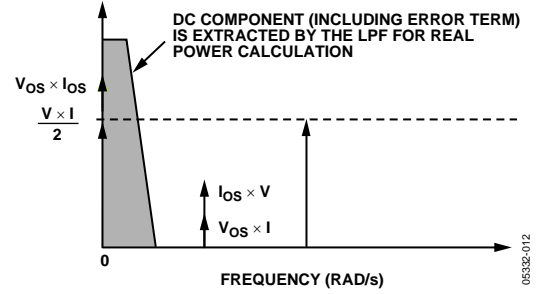 DC COMPONENT (INCLUDING ERROR TERM)
IS EXTRACTED BY THE LPF FOR REAL
POWER CALCULATION
VOS × IOS
V × I
2
IOS × V
VOS × I
0
FREQUENCY (RAD/s)
05332-012